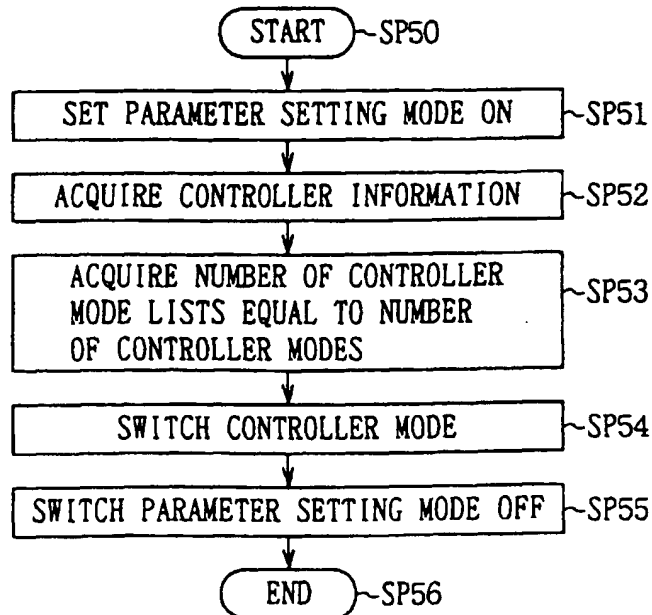 START ~SP50
SET PARAMETER SETTING MODE ON ~SP51
ACQUIRE CONTROLLER INFORMATION ~SP52
ACQUIRE NUMBER OF CONTROLLER ~SP53
MODE LISTS EQUAL TO NUMBER
OF CONTROLLER MODES
SWITCH CONTROLLER MODE ~SP54
SWITCH PARAMETER SETTING MODE OFF ~SP55
END ~SP56